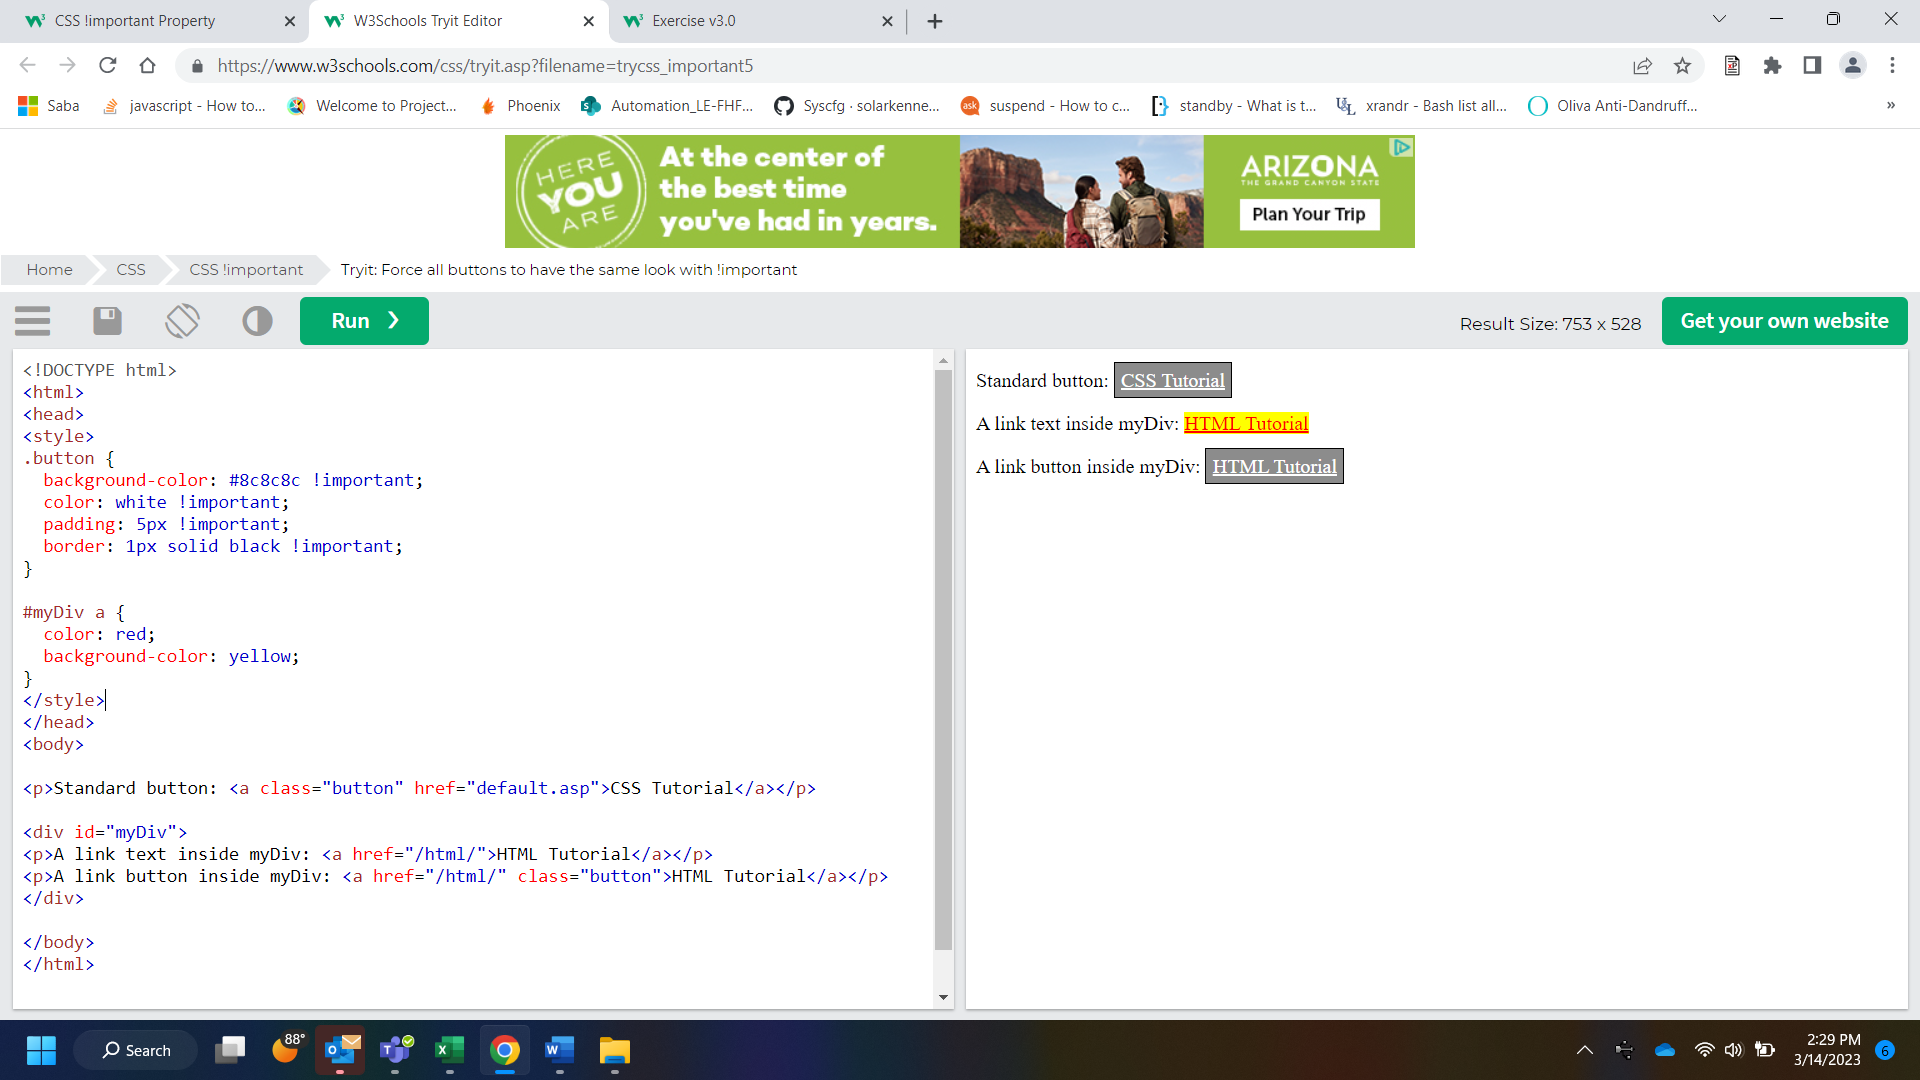 CSS !important Property
W3Schools Tryit Editor
Exercise v3.0
https://www.w3schools.com/css/tryit.asp?filename=trycss_important5
Saba
javascript - How to...
Welcome to Project...
Phoenix
Automation_LE-FHF...
Syscfg · solarkenne...
suspend - How to c...
standby - What is t...
xrandr - Bash list all...
Oliva Anti-Dandruff...
»
HERE
YOU
ARE
At the center of
the best time
you've had in years.
ARIZONA
THE GRAND CANYON STATE
Plan Your Trip
Home
CSS
CSS !important
Tryit: Force all buttons to have the same look with !important
Run ❯
Result Size: 753 x 528
Get your own website
<!DOCTYPE html>
<html>
<head>
<style>
.button {
  background-color: #8c8c8c !important;
  color: white !important;
  padding: 5px !important;
  border: 1px solid black !important;
}
#myDiv a {
  color: red;
  background-color: yellow;
}
</style>
</head>
<body>
<p>Standard button: <a class="button" href="default.asp">CSS Tutorial</a></p>
<div id="myDiv">
<p>A link text inside myDiv: <a href="/html/">HTML Tutorial</a></p>
<p>A link button inside myDiv: <a href="/html/" class="button">HTML Tutorial</a></p>
</div>
</body>
</html>
Standard button: CSS Tutorial
A link text inside myDiv: HTML Tutorial
A link button inside myDiv: HTML Tutorial
Search
88°
2:29 PM
3/14/2023
6